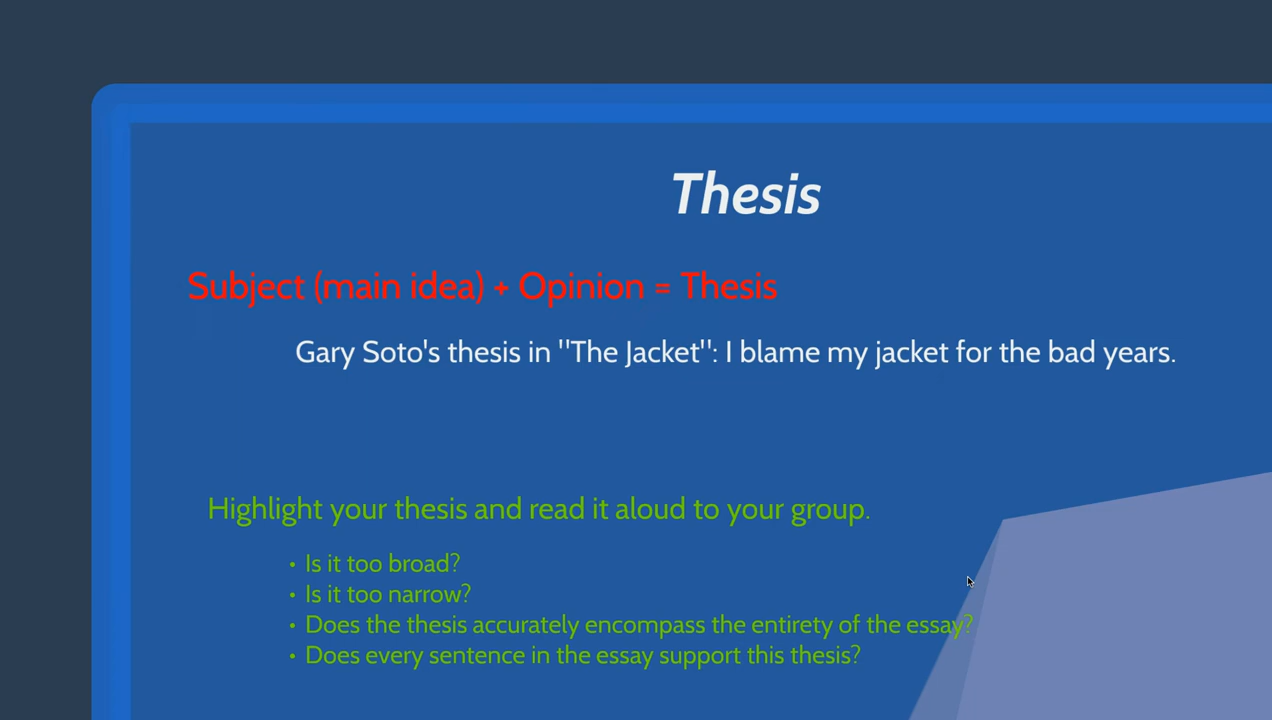 Thesis
Subject (main idea) + Opinion = Thesis
Gary Soto's thesis in "The Jacket": I blame my jacket for the bad years.
Highlight your thesis and read it aloud to your group.
• Is it too broad?
• Is it too narrow?
• Does the thesis accurately encompass the entirety of the essay?
• Does every sentence in the essay support this thesis?